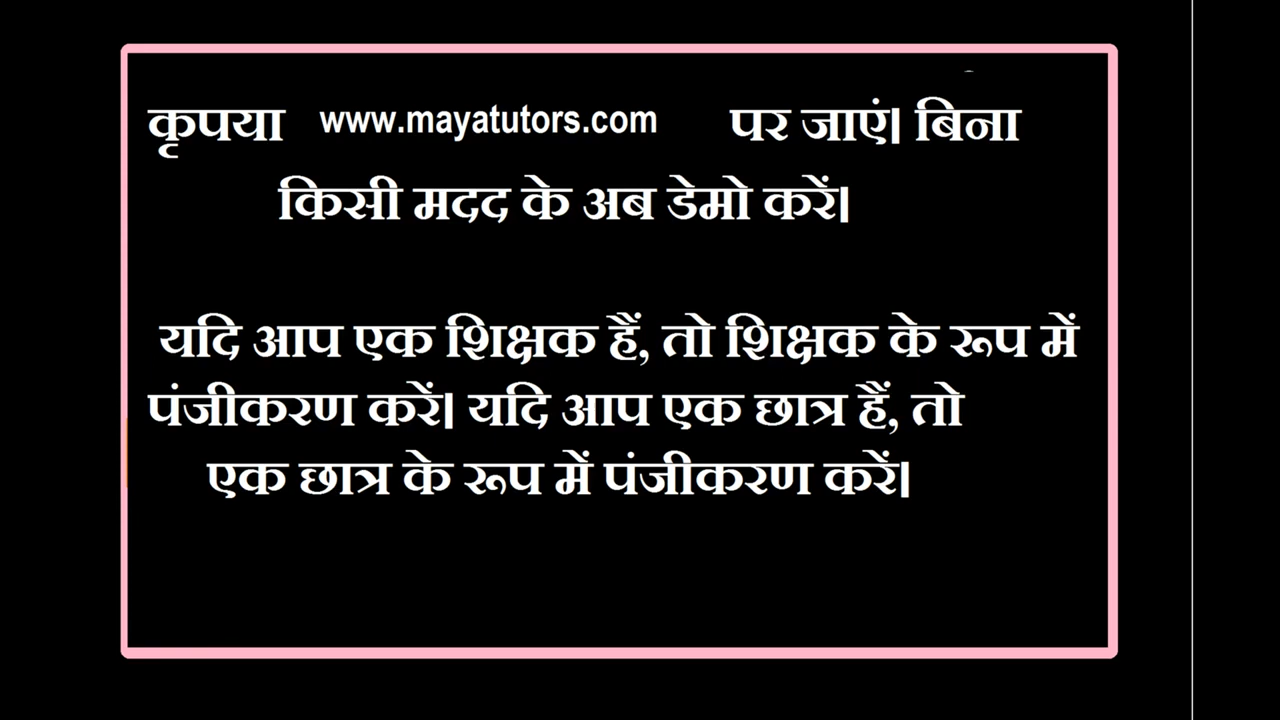 कृपया www.mayatutors.com पर जाएं। बिना
किसी मदद के अब डेमो करें।
यदि आप एक शिक्षक हैं, तो शिक्षक के रूप में
पंजीकरण करें। यदि आप एक छात्र हैं, तो
एक छात्र के रूप में पंजीकरण करें।